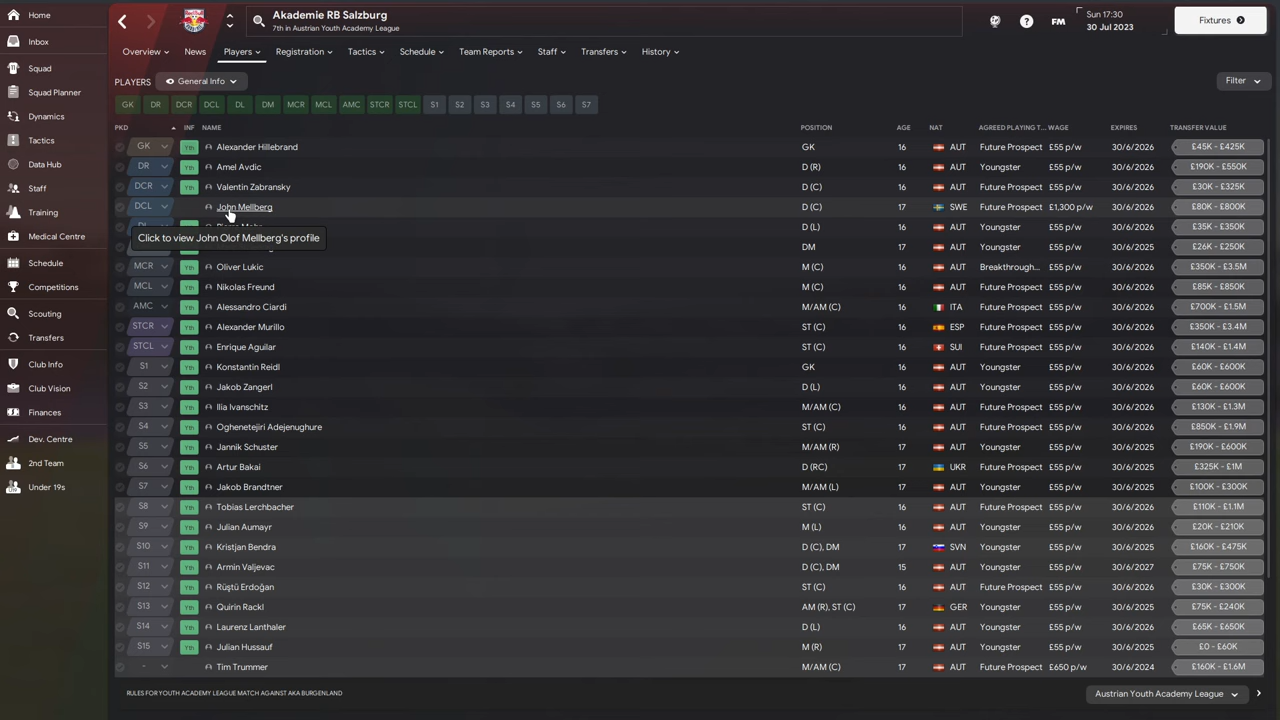 Home
Akademie RB Salzburg
7th in Austrian Youth Academy League
FM
Sun 17:30
30 Jul 2023
Fixtures
Inbox
Squad
Squad Planner
Dynamics
Tactics
Data Hub
Staff
Training
Medical Centre
Schedule
Competitions
Scouting
Transfers
Club Info
Club Vision
Finances
Dev. Centre
2nd Team
Under 19s
Overview News Players Registration Tactics Schedule Team Reports Staff Transfers History
PLAYERS General Info Filter
GK DR DCR DCL DL DM MCR MCL AMC STCR STCL S1 S2 S3 S4 S5 S6 S7
PKD INF NAME POSITION AGE NAT AGREED PLAYING T... WAGE EXPIRES TRANSFER VALUE
GK Yth Alexander Hillebrand GK 16 AUT Future Prospect £55 p/w 30/6/2026 £45K - £425K
DR Yth Amel Avdic D (R) 16 AUT Youngster £55 p/w 30/6/2026 £190K - £550K
DCR Yth Valentin Zabransky D (C) 16 AUT Future Prospect £55 p/w 30/6/2026 £30K - £325K
DCL John Mellberg D (C) 17 SWE Future Prospect £1,300 p/w 30/6/2026 £80K - £800K
D (L) 16 AUT Youngster £55 p/w 30/6/2026 £35K - £350K
Click to view John Olof Mellberg's profile
DM 17 AUT Youngster £55 p/w 30/6/2025 £26K - £250K
MCR Yth Oliver Lukic M (C) 16 AUT Breakthrough... £55 p/w 30/6/2026 £350K - £3.5M
MCL Yth Nikolas Freund M (C) 16 AUT Future Prospect £55 p/w 30/6/2026 £85K - £850K
AMC Yth Alessandro Ciardi M/AM (C) 16 ITA Future Prospect £55 p/w 30/6/2026 £700K - £1.5M
STCR Yth Alexander Murillo ST (C) 16 ESP Future Prospect £55 p/w 30/6/2026 £350K - £3.4M
STCL Yth Enrique Aguilar ST (C) 16 SUI Future Prospect £55 p/w 30/6/2026 £140K - £1.4M
S1 Yth Konstantin Reidl GK 16 AUT Youngster £55 p/w 30/6/2026 £60K - £600K
S2 Yth Jakob Zangerl D (L) 16 AUT Youngster £55 p/w 30/6/2026 £60K - £600K
S3 Yth Ilia Ivanschitz M/AM (C) 16 AUT Future Prospect £55 p/w 30/6/2026 £130K - £1.3M
S4 Yth Oghenetejiri Adejenughure ST (C) 16 AUT Future Prospect £55 p/w 30/6/2026 £850K - £1.9M
S5 Yth Jannik Schuster M/AM (R) 17 AUT Youngster £55 p/w 30/6/2025 £190K - £600K
S6 Yth Artur Bakai D (RC) 17 UKR Future Prospect £55 p/w 30/6/2025 £325K - £1M
S7 Yth Jakob Brandtner M/AM (L) 17 AUT Youngster £55 p/w 30/6/2025 £100K - £300K
S8 Yth Tobias Lerchbacher ST (C) 16 AUT Future Prospect £55 p/w 30/6/2026 £110K - £1.1M
S9 Yth Julian Aumayr M (L) 16 AUT Youngster £55 p/w 30/6/2026 £20K - £210K
S10 Yth Kristjan Bendra D (C), DM 17 SVN Youngster £55 p/w 30/6/2025 £160K - £475K
S11 Yth Armin Valjevac D (C), DM 15 AUT Youngster £55 p/w 30/6/2027 £75K - £750K
S12 Yth Rüştü Erdoğan ST (C) 16 AUT Future Prospect £55 p/w 30/6/2026 £30K - £300K
S13 Yth Quirin Rackl AM (R), ST (C) 17 GER Youngster £55 p/w 30/6/2025 £75K - £240K
S14 Yth Laurenz Lanthaler D (L) 16 AUT Youngster £55 p/w 30/6/2026 £65K - £650K
S15 Yth Julian Hussauf M (R) 17 AUT Youngster £55 p/w 30/6/2025 £0 - £60K
- Tim Trummer M/AM (C) 17 AUT Future Prospect £650 p/w 30/6/2024 £160K - £1.6M
RULES FOR YOUTH ACADEMY LEAGUE MATCH AGAINST AKA BURGENLAND
Austrian Youth Academy League